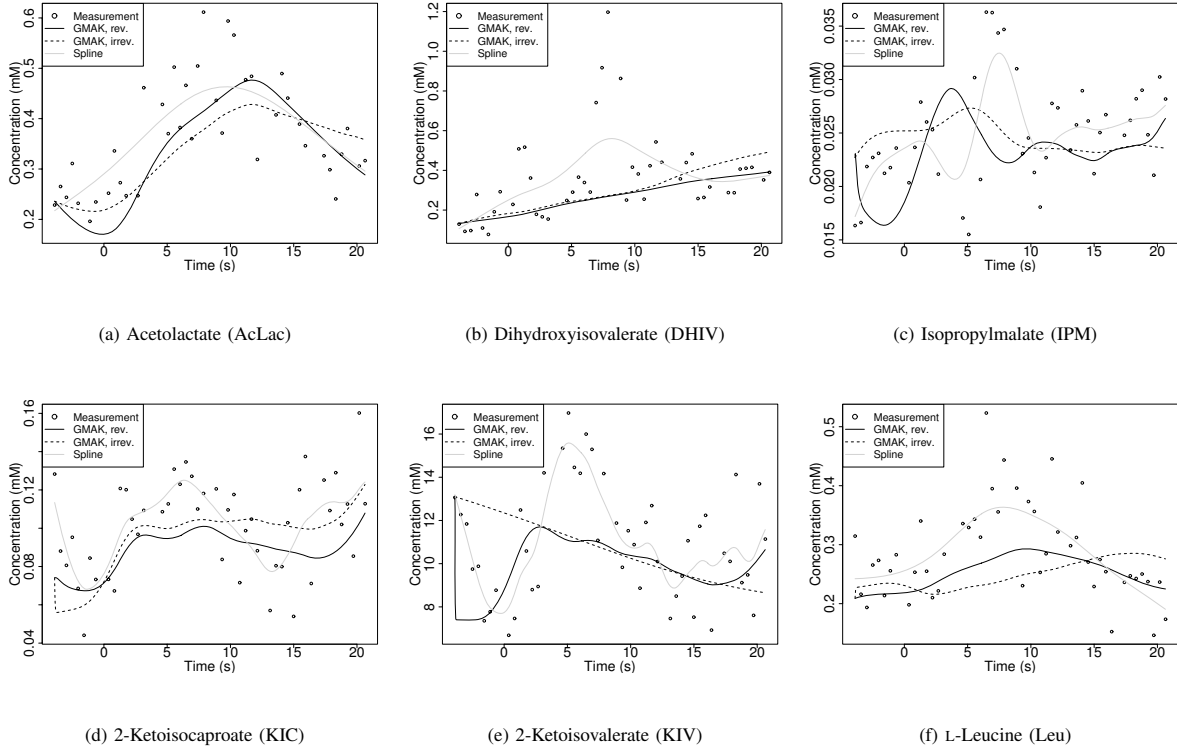 Measurement
GMAK, rev.
GMAK, irrev.
Spline
Concentration (mM)
0.6
0.5
0.4
0.3
0.2
0 5 10 15 20
Time (s)
(a) Acetolactate (AcLac)
Measurement
GMAK, rev.
GMAK, irrev.
Spline
Concentration (mM)
1.2
1.0
0.8
0.6
0.4
0.2
0 5 10 15 20
Time (s)
(b) Dihydroxyisovalerate (DHIV)
Measurement
GMAK, rev.
GMAK, irrev.
Spline
Concentration (mM)
0.035
0.030
0.025
0.020
0.015
0 5 10 15 20
Time (s)
(c) Isopropylmalate (IPM)
Measurement
GMAK, rev.
GMAK, irrev.
Spline
Concentration (mM)
0.16
0.12
0.08
0.04
0 5 10 15 20
Time (s)
(d) 2-Ketoisocaproate (KIC)
Measurement
GMAK, rev.
GMAK, irrev.
Spline
Concentration (mM)
16
14
12
10
8
0 5 10 15 20
Time (s)
(e) 2-Ketoisovalerate (KIV)
Measurement
GMAK, rev.
GMAK, irrev.
Spline
Concentration (mM)
0.5
0.4
0.3
0.2
0 5 10 15 20
Time (s)
(f) L-Leucine (Leu)